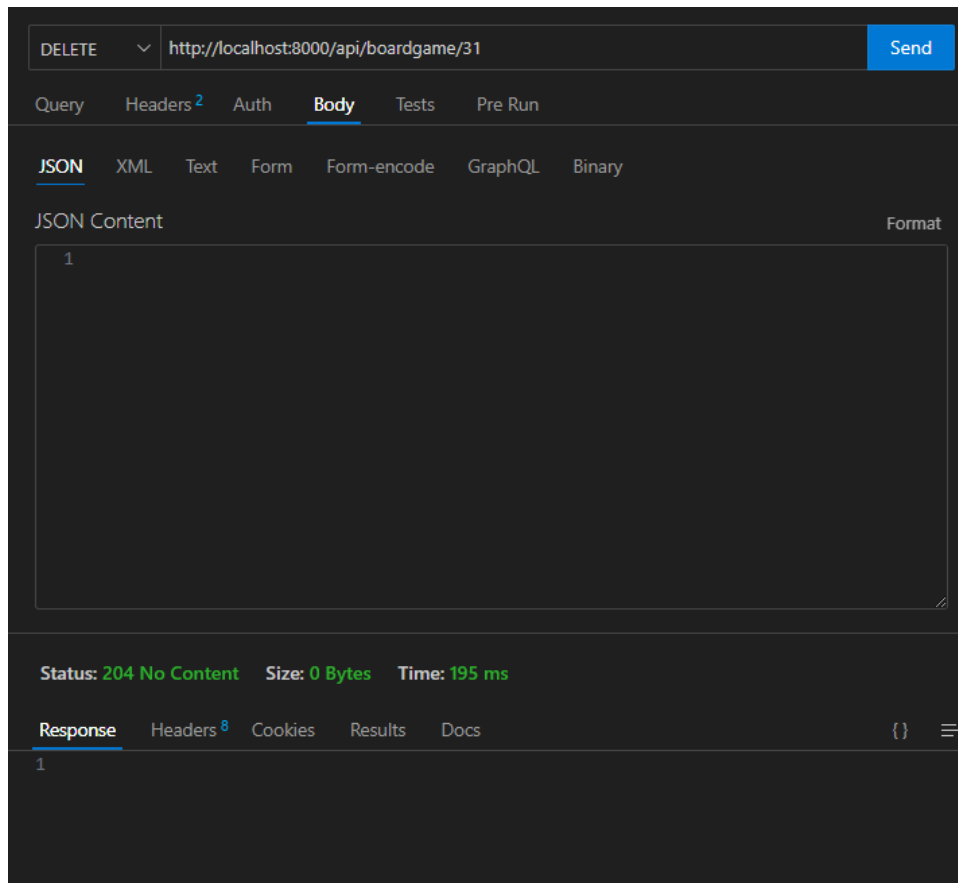 DELETE http://localhost:8000/api/boardgame/31 Send
Query Headers 2 Auth Body Tests Pre Run
JSON XML Text Form Form-encode GraphQL Binary
JSON Content Format
1
Status: 204 No Content Size: 0 Bytes Time: 195 ms
Response Headers 8 Cookies Results Docs { }
1